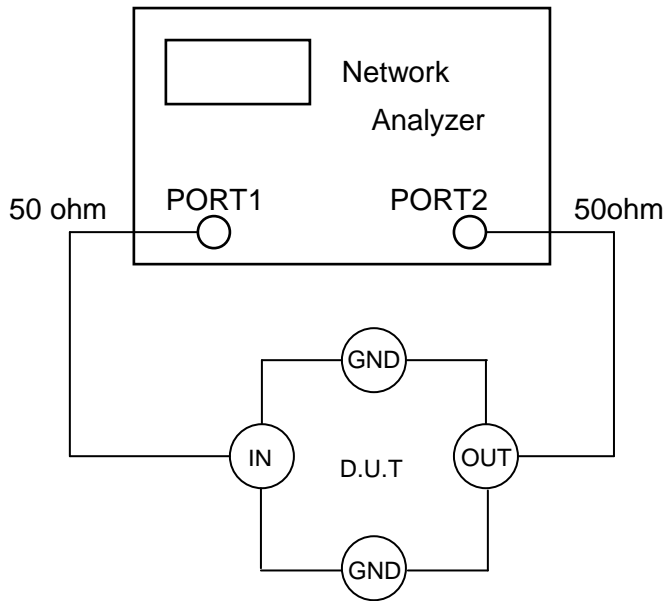 Network
Analyzer
50 ohm
PORT1
PORT2
50ohm
GND
IN
D.U.T
OUT
GND